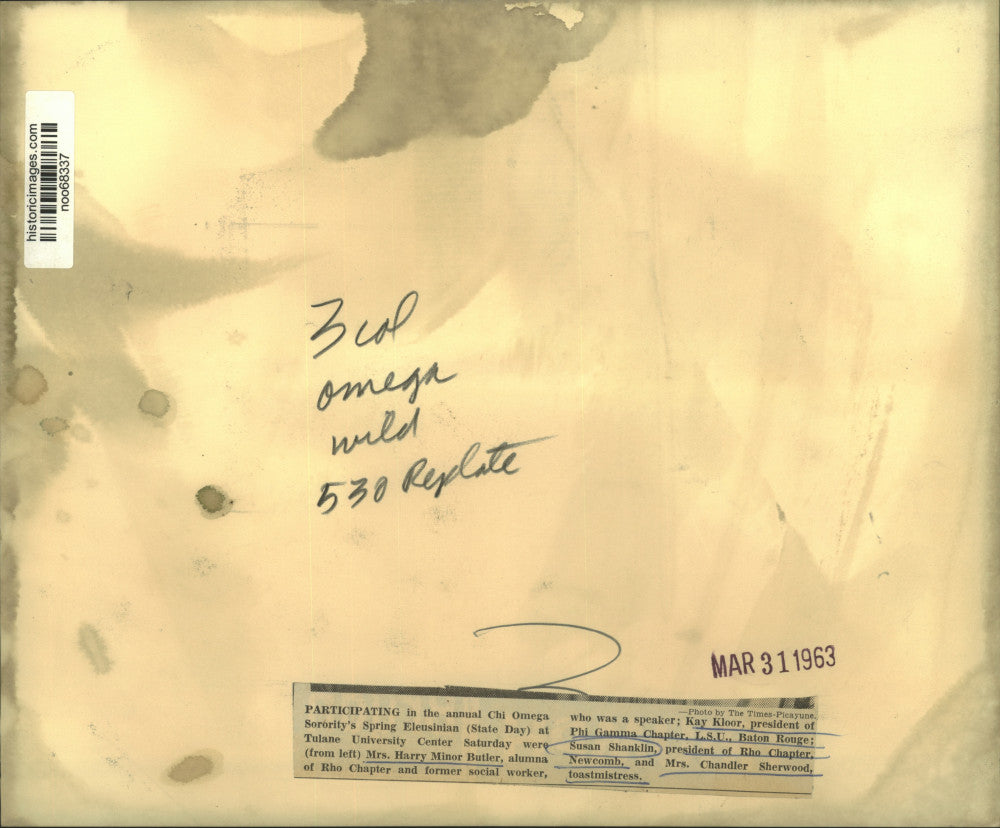 historicimages.com
noo68337
3 col
omega
wild
530 Replate
2
MAR 31 1963
PARTICIPATING in the annual Chi Omega
Sorority's Spring Eleusinian (State Day) at
Tulane University Center Saturday were
(from left) Mrs. Harry Minor Butler, alumna
of Rho Chapter and former social worker,
—Photo by The Times-Picayune.
who was a speaker; Kay Kloor, president of
Phi Gamma Chapter, L.S.U., Baton Rouge;
Susan Shanklin, president of Rho Chapter,
Newcomb, and Mrs. Chandler Sherwood,
toastmistress.